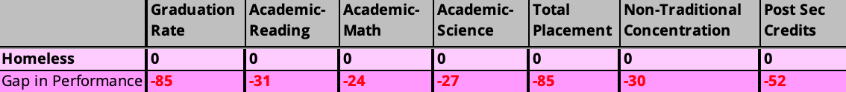 Graduation Rate Academic-Reading Academic-Math Academic-Science Total Placement Non-Traditional Concentration Post Sec Credits
Homeless 0 0 0 0 0 0 0
Gap in Performance -85 -31 -24 -27 -85 -30 -52